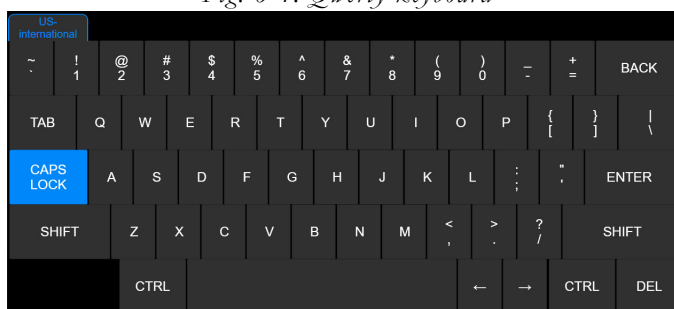 Fig. 6-4: Qwerty keyboard
US-
international
~ ! @ # $ % ^ & * ( ) _ + BACK
` 1 2 3 4 5 6 7 8 9 0 - =
TAB Q W E R T Y U I O P { } |
[ ] \
CAPS
LOCK A S D F G H J K L : " ENTER
; '
SHIFT Z X C V B N M < > ? SHIFT
, . /
CTRL ← → CTRL DEL